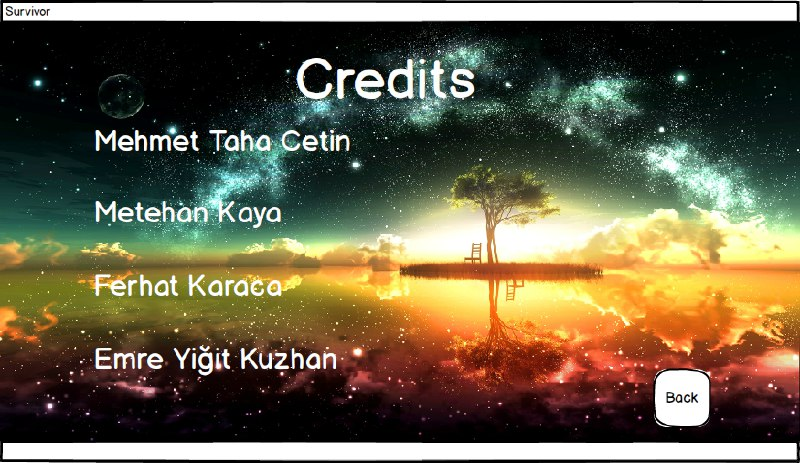 Survivor
Credits
Mehmet Taha Cetin
Metehan Kaya
Ferhat Karaca
Emre Yiğit Kuzhan
Back